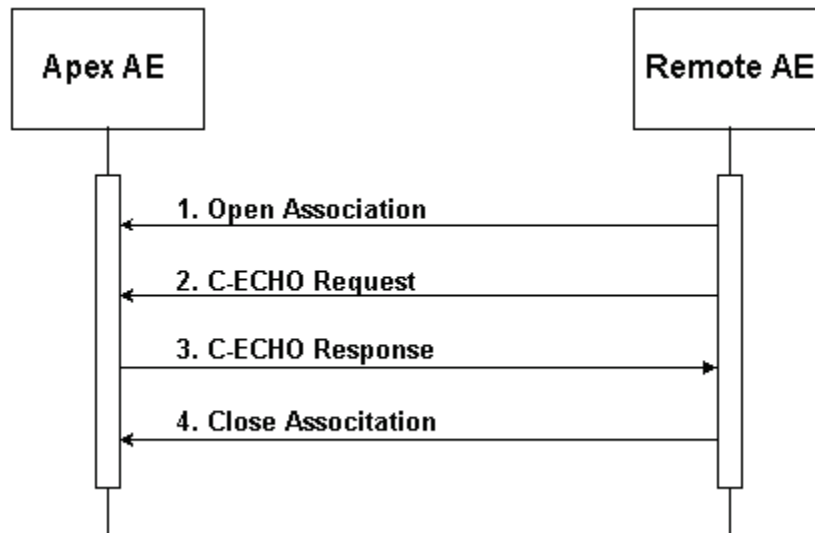 Apex AE
Remote AE
1. Open Association
2. C-ECHO Request
3. C-ECHO Response
4. Close Associtation